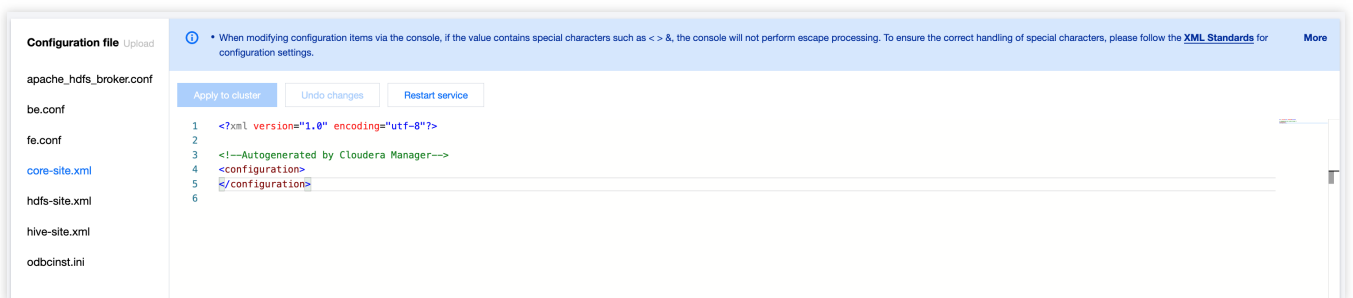 Configuration file Upload
apache_hdfs_broker.conf
be.conf
fe.conf
core-site.xml
hdfs-site.xml
hive-site.xml
odbcinst.ini
• When modifying configuration items via the console, if the value contains special characters such as < > &, the console will not perform escape processing. To ensure the correct handling of special characters, please follow the XML Standards for
configuration settings.
More
Apply to cluster Undo changes Restart service
1 <?xml version="1.0" encoding="utf-8"?>
2
3 <!--Autogenerated by Cloudera Manager-->
4 <configuration>
5 </configuration>
6